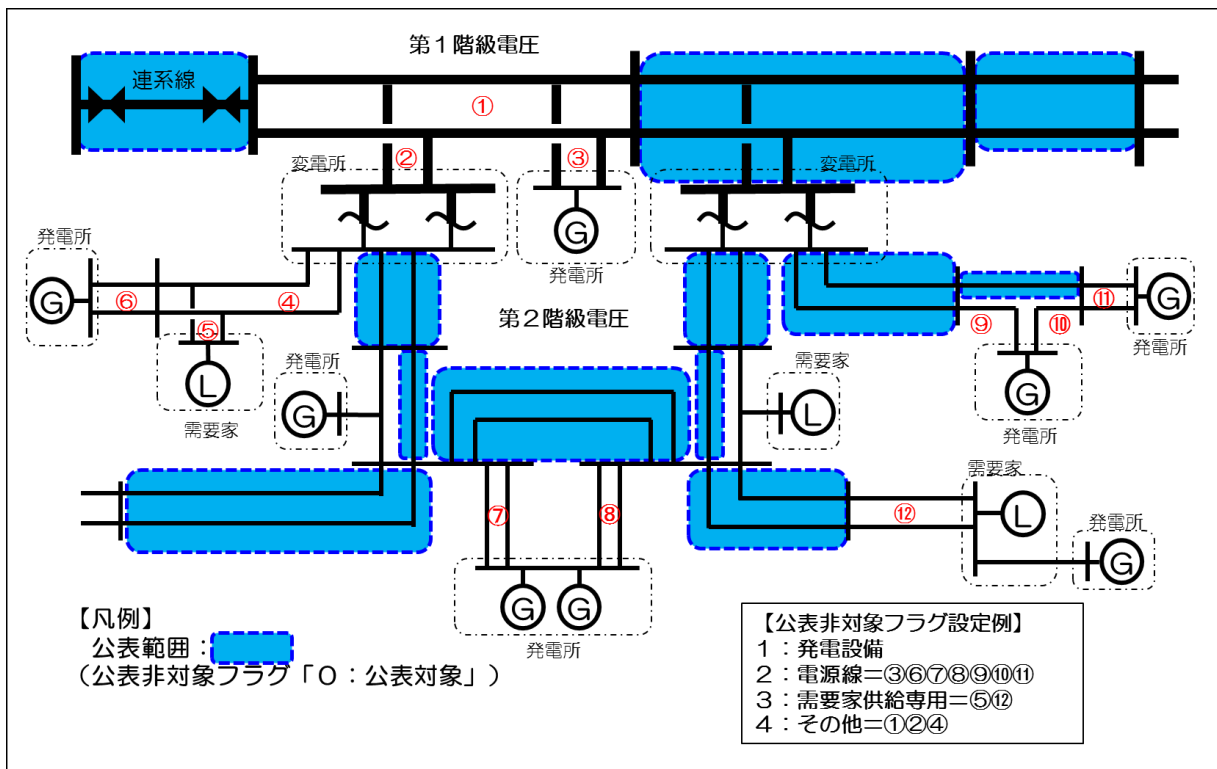 第１階級電圧
連系線
①
変電所
②
③
変電所
発電所
G
発電所
発電所
G
⑥
④
⑤
第２階級電圧
⑨
⑩
⑪
G
発電所
L
需要家
発電所
G
需要家
L
G
発電所
⑦
⑧
⑫
需要家
L
発電所
G
G
G
発電所
【凡例】
公表範囲：
（公表非対象フラグ「０：公表対象」）
【公表非対象フラグ設定例】
１：発電設備
２：電源線＝③⑥⑦⑧⑨⑩⑪
３：需要家供給専用＝⑤⑫
４：その他＝①②④